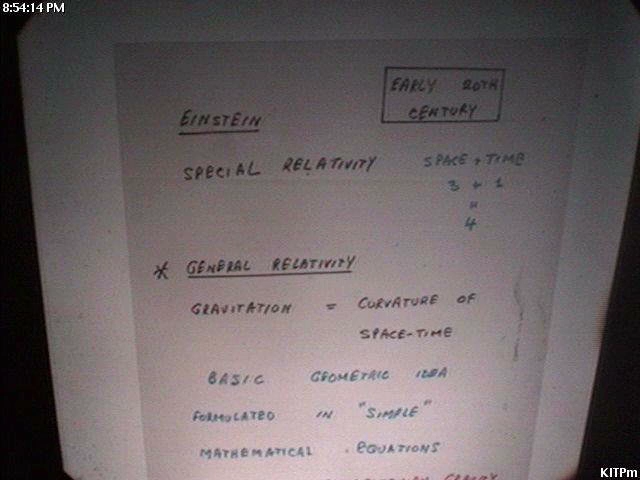 8:54:14 PM
EARLY 20TH
CENTURY
EINSTEIN
SPECIAL RELATIVITY SPACE + TIME
3 + 1
"
4
* GENERAL RELATIVITY
GRAVITATION = CURVATURE OF
SPACE-TIME
BASIC GEOMETRIC IDEA
FORMULATED IN "SIMPLE"
MATHEMATICAL EQUATIONS
KITPm